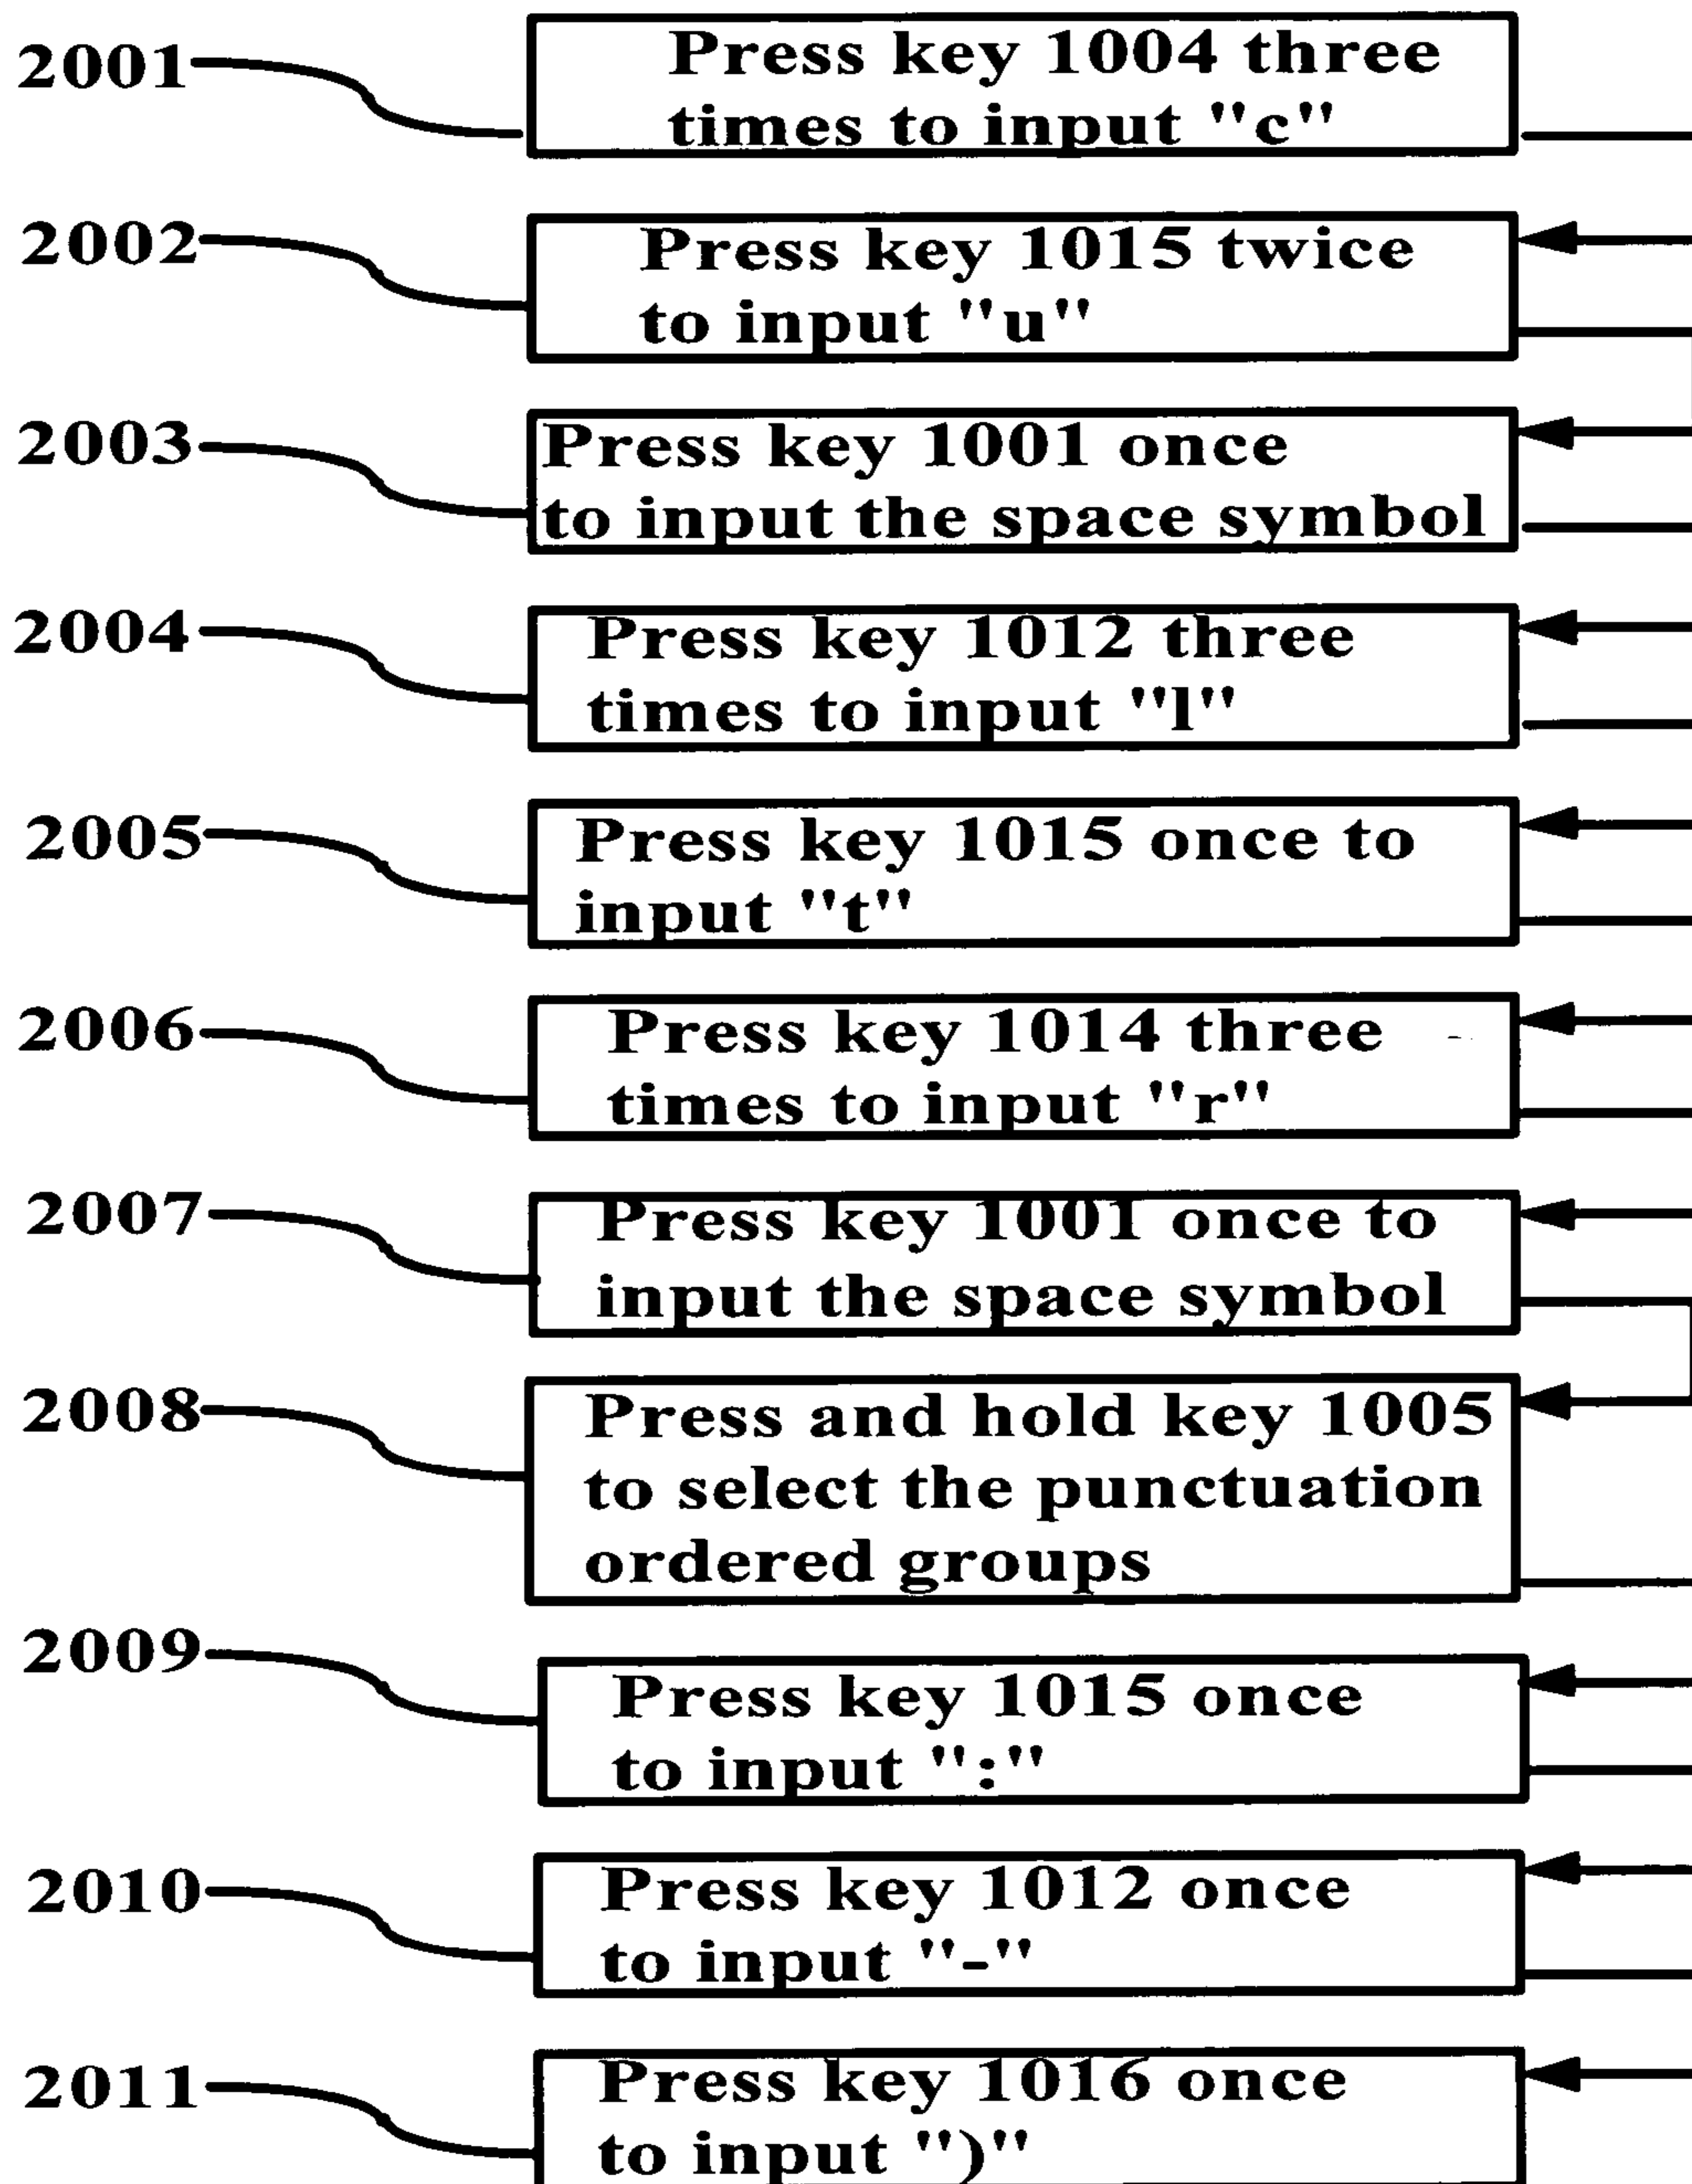 2001
Press key 1004 three
times to input "c"
2002
Press key 1015 twice
to input "u"
2003
Press key 1001 once
to input the space symbol
2004
Press key 1012 three
times to input "l"
2005
Press key 1015 once to
input "t"
2006
Press key 1014 three
times to input "r"
2007
Press key 1001 once to
input the space symbol
2008
Press and hold key 1005
to select the punctuation
ordered groups
2009
Press key 1015 once
to input ":"
2010
Press key 1012 once
to input "-"
2011
Press key 1016 once
to input ")"